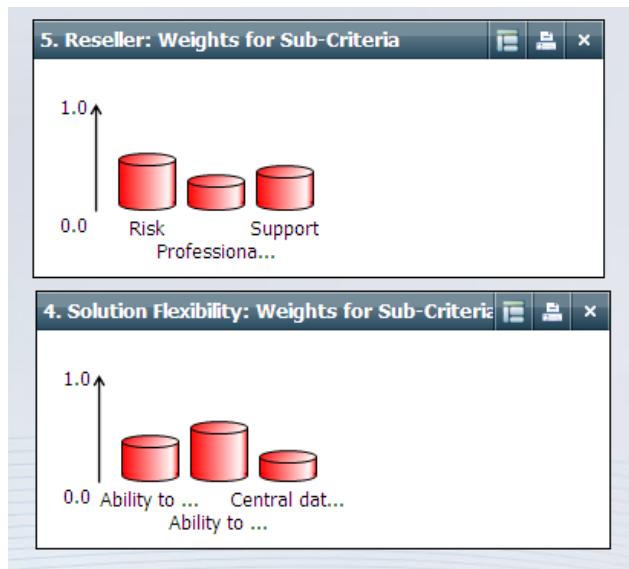 5. Reseller: Weights for Sub-Criteria
1.0
0.0
Risk
Support
Professiona...
4. Solution Flexibility: Weights for Sub-Criteria
1.0
0.0
Ability to ...
Central dat...
Ability to ...